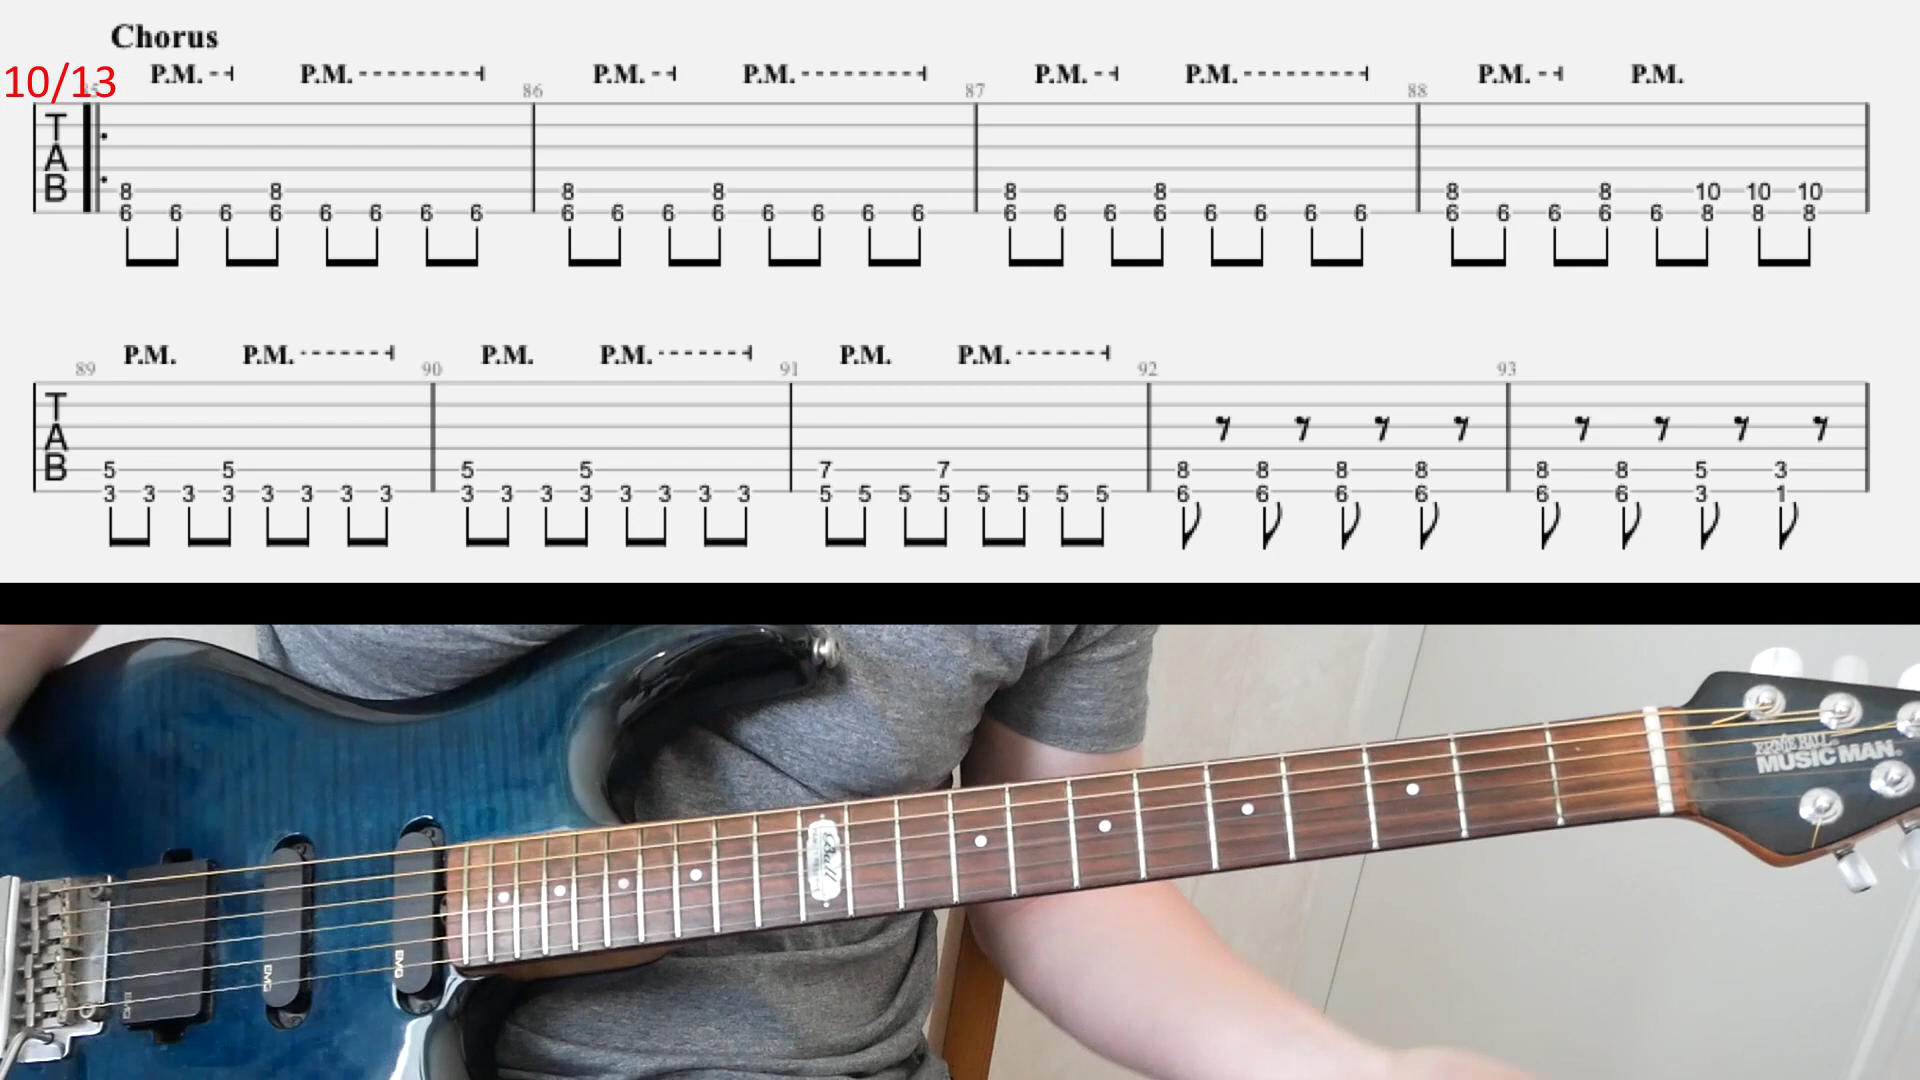 Chorus
10/13
P.M. P.M. P.M. P.M. P.M. P.M. P.M. P.M.
86 87 88
T
A
B
8 8 8 8 8 8 8 8 10 10 10
6 6 6 6 6 6 6 6 6 6 6 6 6 6 6 6 6 6 6 6 6 6 6 6 6 6 6 6 6 8 8 8
P.M. P.M. P.M. P.M. P.M. P.M.
89 90 91 92 93
T
A
B
5 5 5 5 7 7 8 8 8 8 8 8 5 3
3 3 3 3 3 3 3 3 3 3 3 3 3 3 3 3 5 5 5 5 5 5 5 5 6 6 6 6 6 6 3 1
ERNIE BALL
MUSIC MAN
Ball
EMG
EMG
EMG